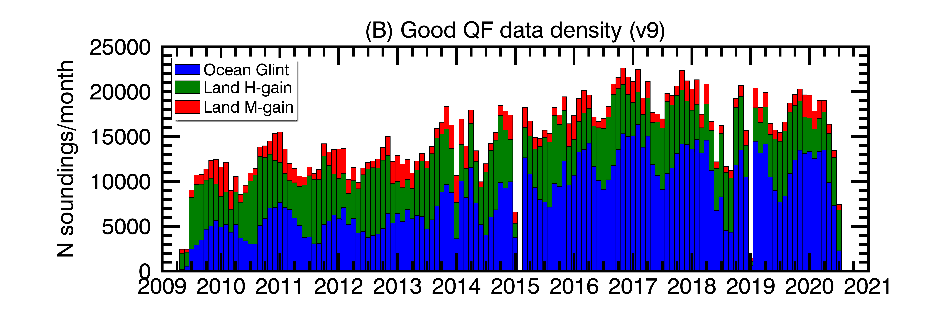 (B) Good QF data density (v9)
25000
20000
15000
10000
5000
0
N soundings/month
Ocean Glint
Land H-gain
Land M-gain
2009 2010 2011 2012 2013 2014 2015 2016 2017 2018 2019 2020 2021